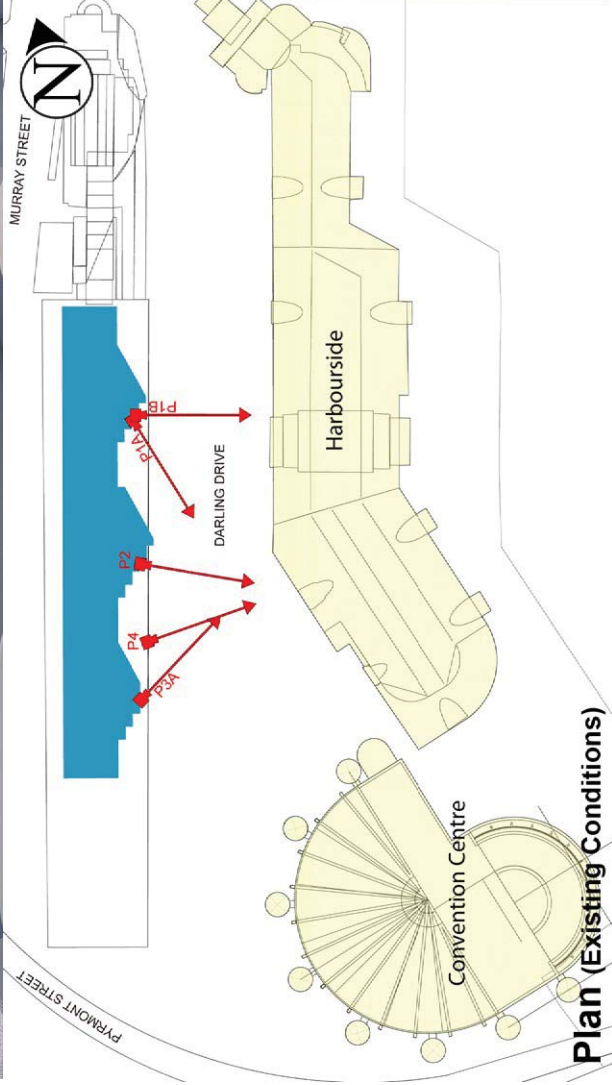 MURRAY STREET
N
P1B
P1A
DARLING DRIVE
P2
P4
P3A
Harbourside
Convention Centre
PYRMONT STREET
Plan (Existing Conditions)